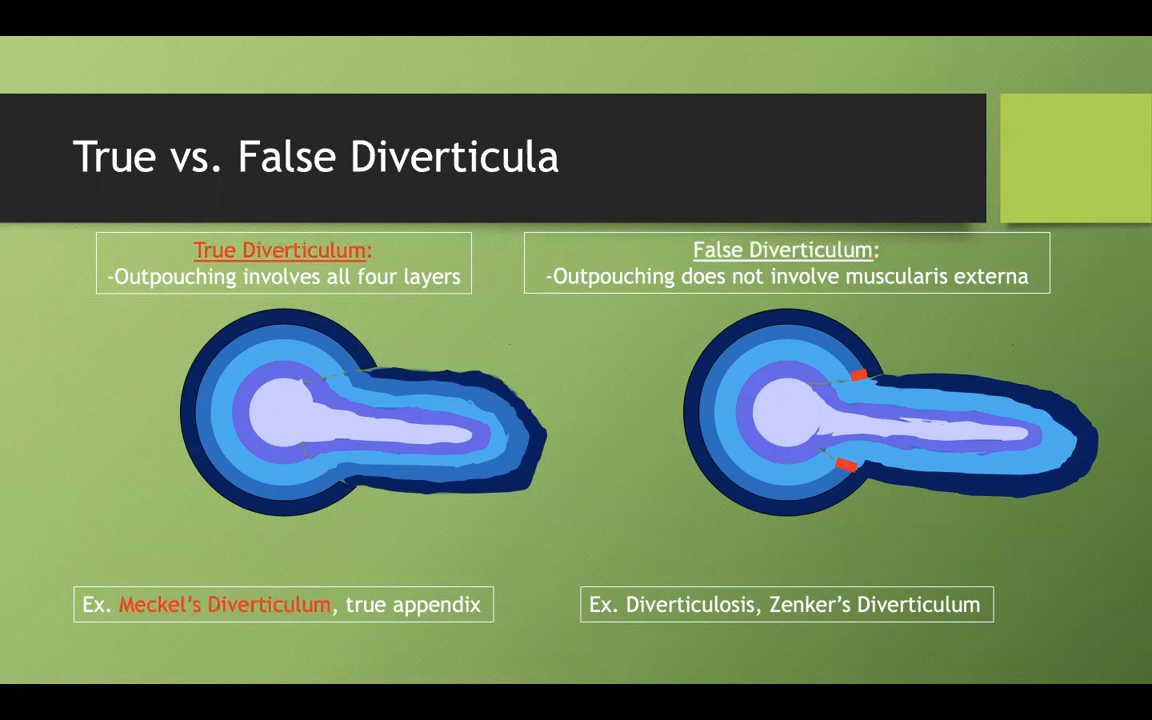 True vs. False Diverticula
True Diverticulum:
-Outpouching involves all four layers
False Diverticulum:
-Outpouching does not involve muscularis externa
Ex. Meckel’s Diverticulum, true appendix
Ex. Diverticulosis, Zenker’s Diverticulum